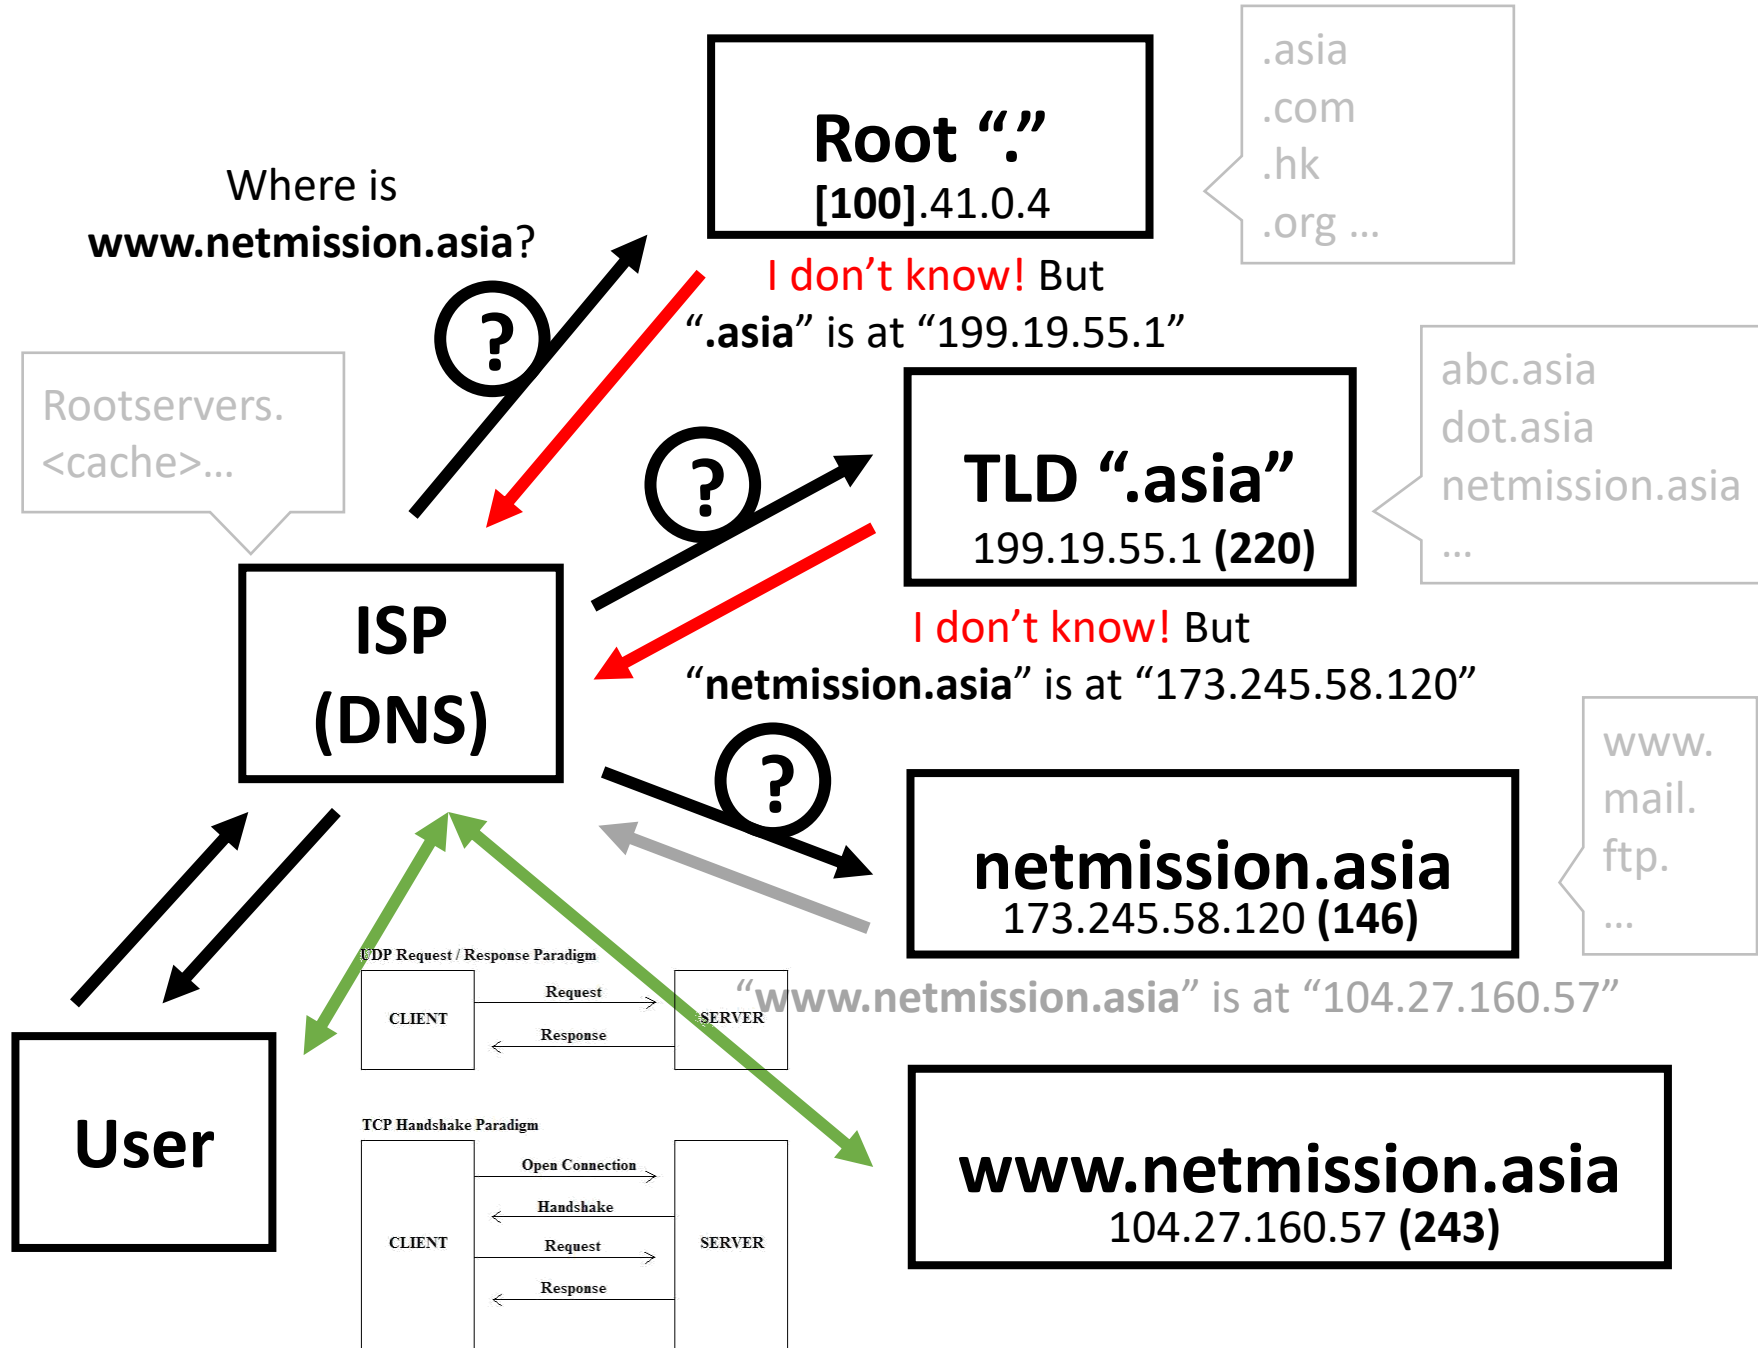 Where is
www.netmission.asia?
?
Root “.”
[100].41.0.4
.asia
.com
.hk
.org ...
I don’t know! But
“.asia” is at “199.19.55.1”
Rootservers.
<cache>...
?
TLD “.asia”
199.19.55.1 (220)
abc.asia
dot.asia
netmission.asia
...
I don’t know! But
“netmission.asia” is at “173.245.58.120”
ISP
(DNS)
?
netmission.asia
173.245.58.120 (146)
www.
mail.
ftp.
...
“www.netmission.asia” is at “104.27.160.57”
UDP Request / Response Paradigm
CLIENT
Request
Response
SERVER
User
TCP Handshake Paradigm
CLIENT
Open Connection
Handshake
Request
Response
SERVER
www.netmission.asia
104.27.160.57 (243)